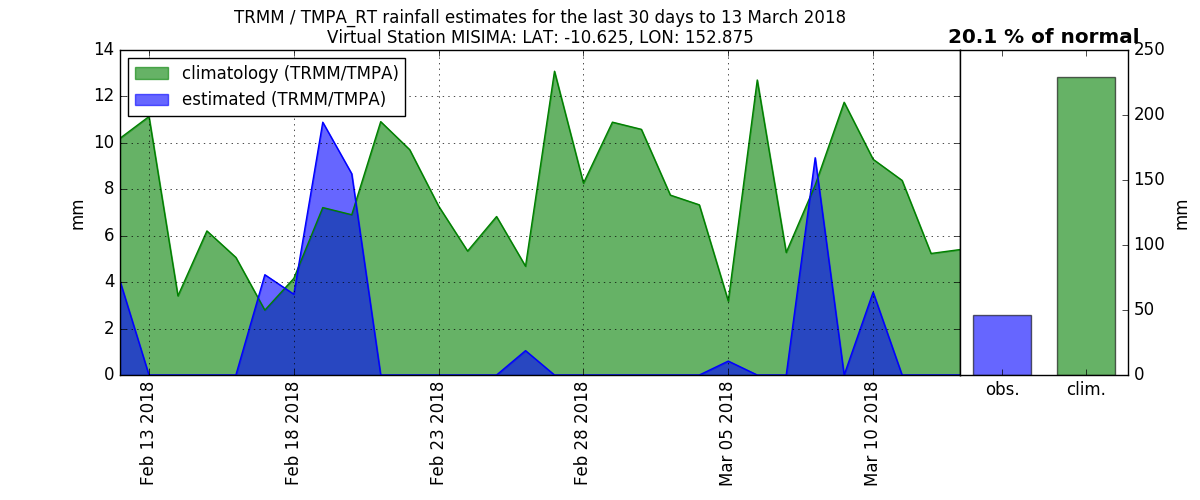 TRMM / TMPA_RT rainfall estimates for the last 30 days to 13 March 2018
Virtual Station MISIMA: LAT: -10.625, LON: 152.875
20.1 % of normal
climatology (TRMM/TMPA)
estimated (TRMM/TMPA)
14
12
10
8
6
4
2
0
mm
Feb 13 2018
Feb 18 2018
Feb 23 2018
Feb 28 2018
Mar 05 2018
Mar 10 2018
obs.
clim.
250
200
150
100
50
0
mm